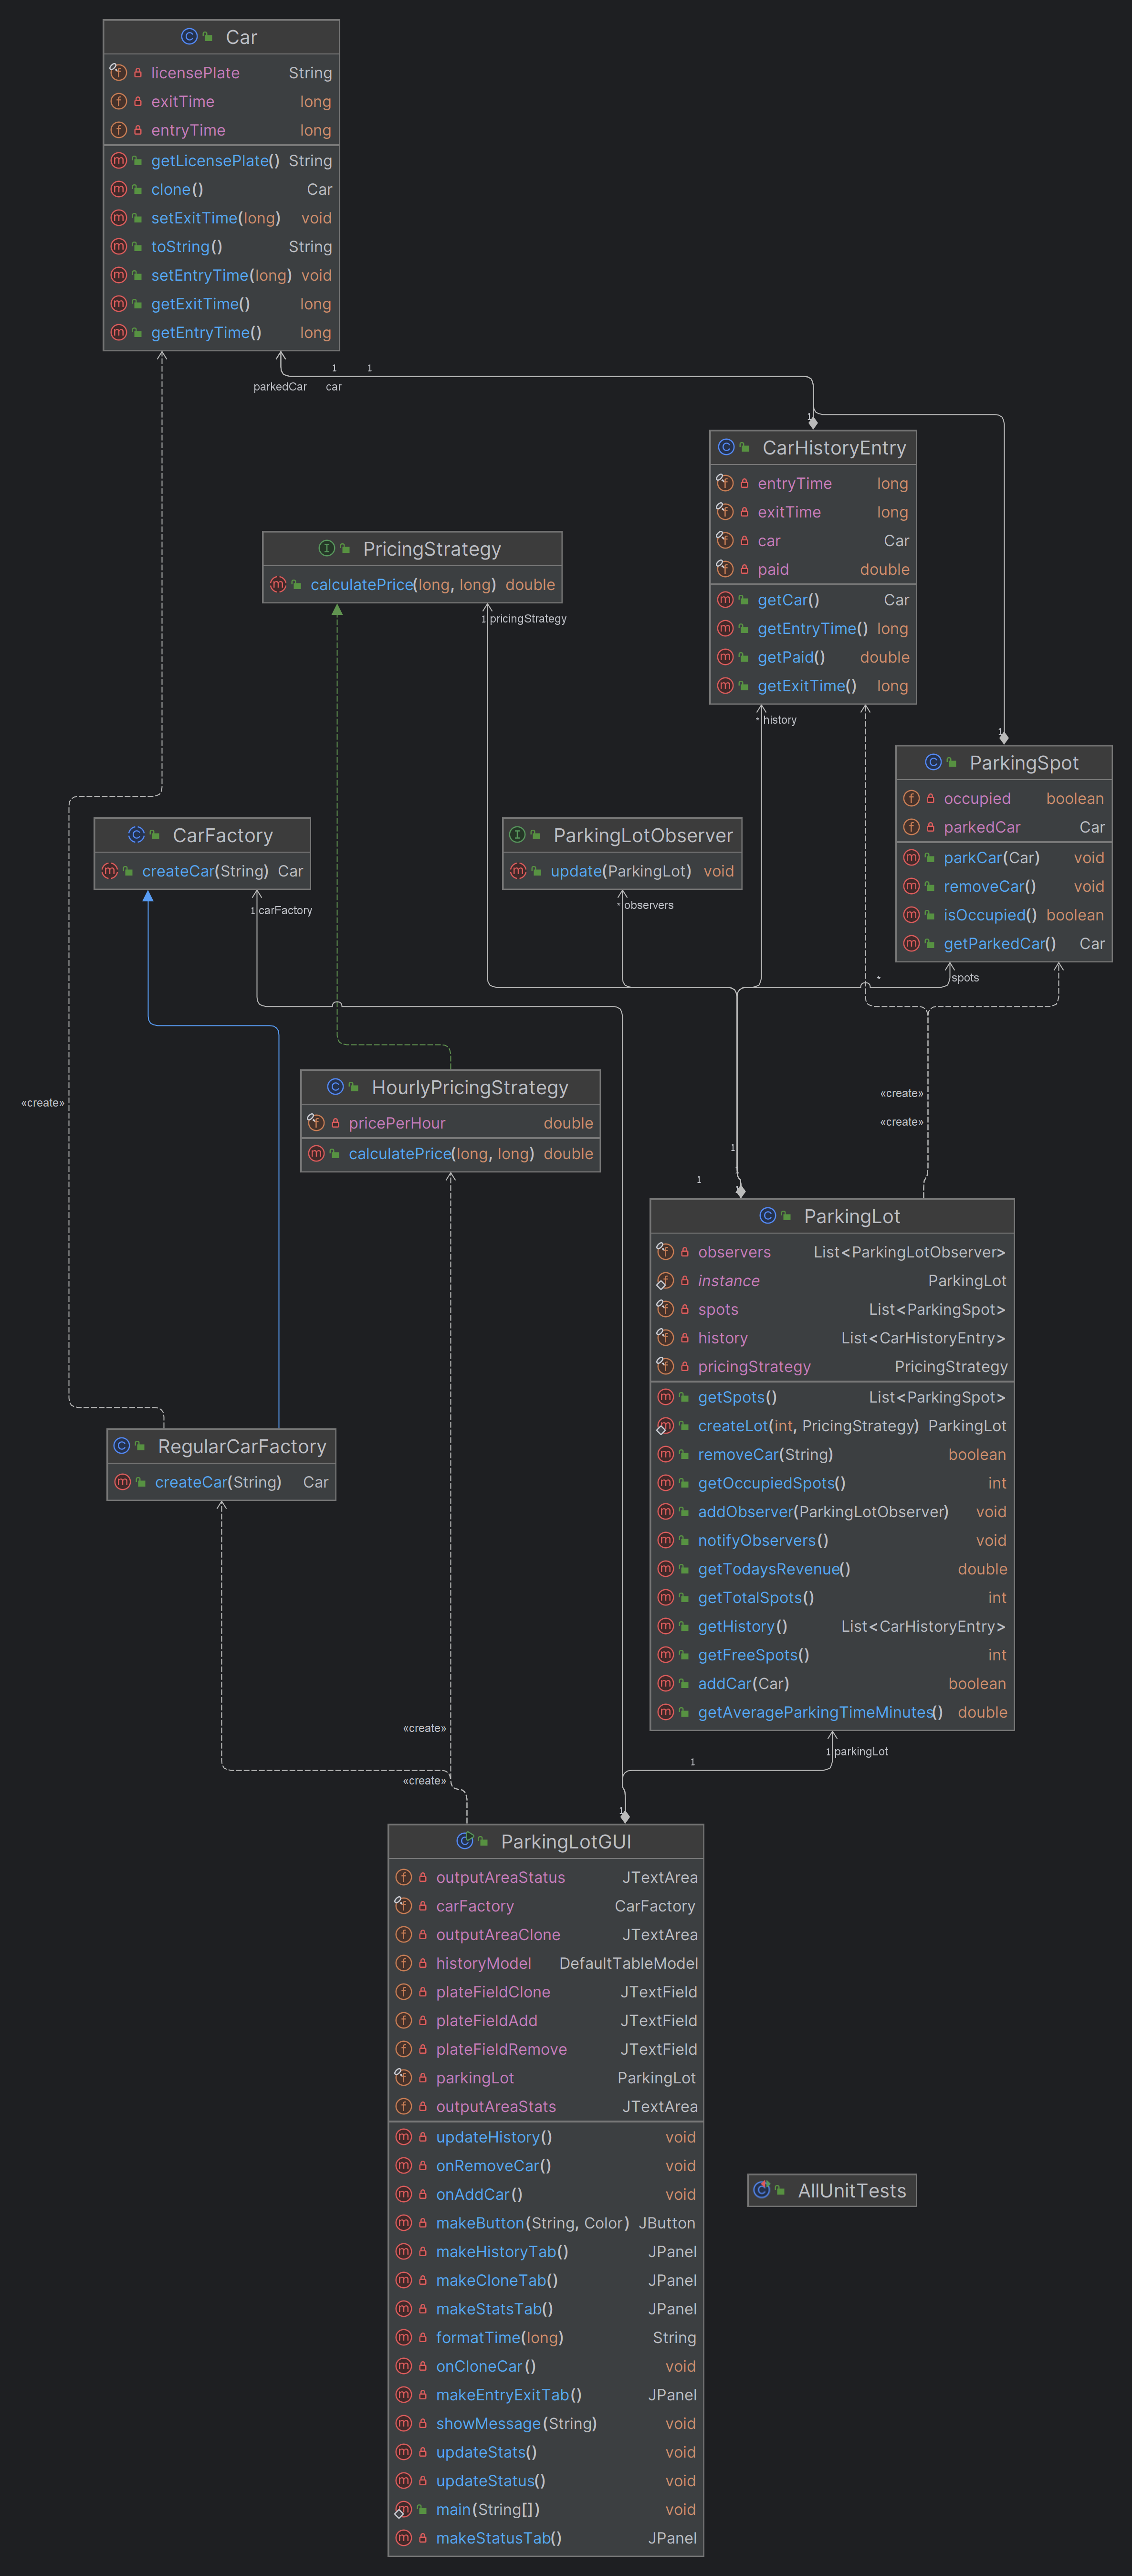 Car
licensePlate String
exitTime long
entryTime long
getLicensePlate() String
clone() Car
setExitTime(long) void
toString() String
setEntryTime(long) void
getExitTime() long
getEntryTime() long
1 1
parkedCar car
1
CarHistoryEntry
entryTime long
exitTime long
car Car
paid double
getCar() Car
getEntryTime() long
getPaid() double
getExitTime() long
PricingStrategy
calculatePrice(long, long) double
1 pricingStrategy
* history
1
ParkingSpot
occupied boolean
parkedCar Car
parkCar(Car) void
removeCar() void
isOccupied() boolean
getParkedCar() Car
CarFactory
createCar(String) Car
1 carFactory
ParkingLotObserver
update(ParkingLot) void
* observers
* spots
HourlyPricingStrategy
pricePerHour double
calculatePrice(long, long) double
«create»
«create»
«create»
1
1
ParkingLot
observers List<ParkingLotObserver>
instance ParkingLot
spots List<ParkingSpot>
history List<CarHistoryEntry>
pricingStrategy PricingStrategy
getSpots() List<ParkingSpot>
createLot(int, PricingStrategy) ParkingLot
removeCar(String) boolean
getOccupiedSpots() int
addObserver(ParkingLotObserver) void
notifyObservers() void
getTodaysRevenue() double
getTotalSpots() int
getHistory() List<CarHistoryEntry>
getFreeSpots() int
addCar(Car) boolean
getAverageParkingTimeMinutes() double
RegularCarFactory
createCar(String) Car
«create»
«create»
1 parkingLot
1
1
ParkingLotGUI
outputAreaStatus JTextArea
carFactory CarFactory
outputAreaClone JTextArea
historyModel DefaultTableModel
plateFieldClone JTextField
plateFieldAdd JTextField
plateFieldRemove JTextField
parkingLot ParkingLot
outputAreaStats JTextArea
updateHistory() void
onRemoveCar() void
onAddCar() void
makeButton(String, Color) JButton
makeHistoryTab() JPanel
makeCloneTab() JPanel
makeStatsTab() JPanel
formatTime(long) String
onCloneCar() void
makeEntryExitTab() JPanel
showMessage(String) void
updateStats() void
updateStatus() void
main(String[]) void
makeStatusTab() JPanel
AllUnitTests